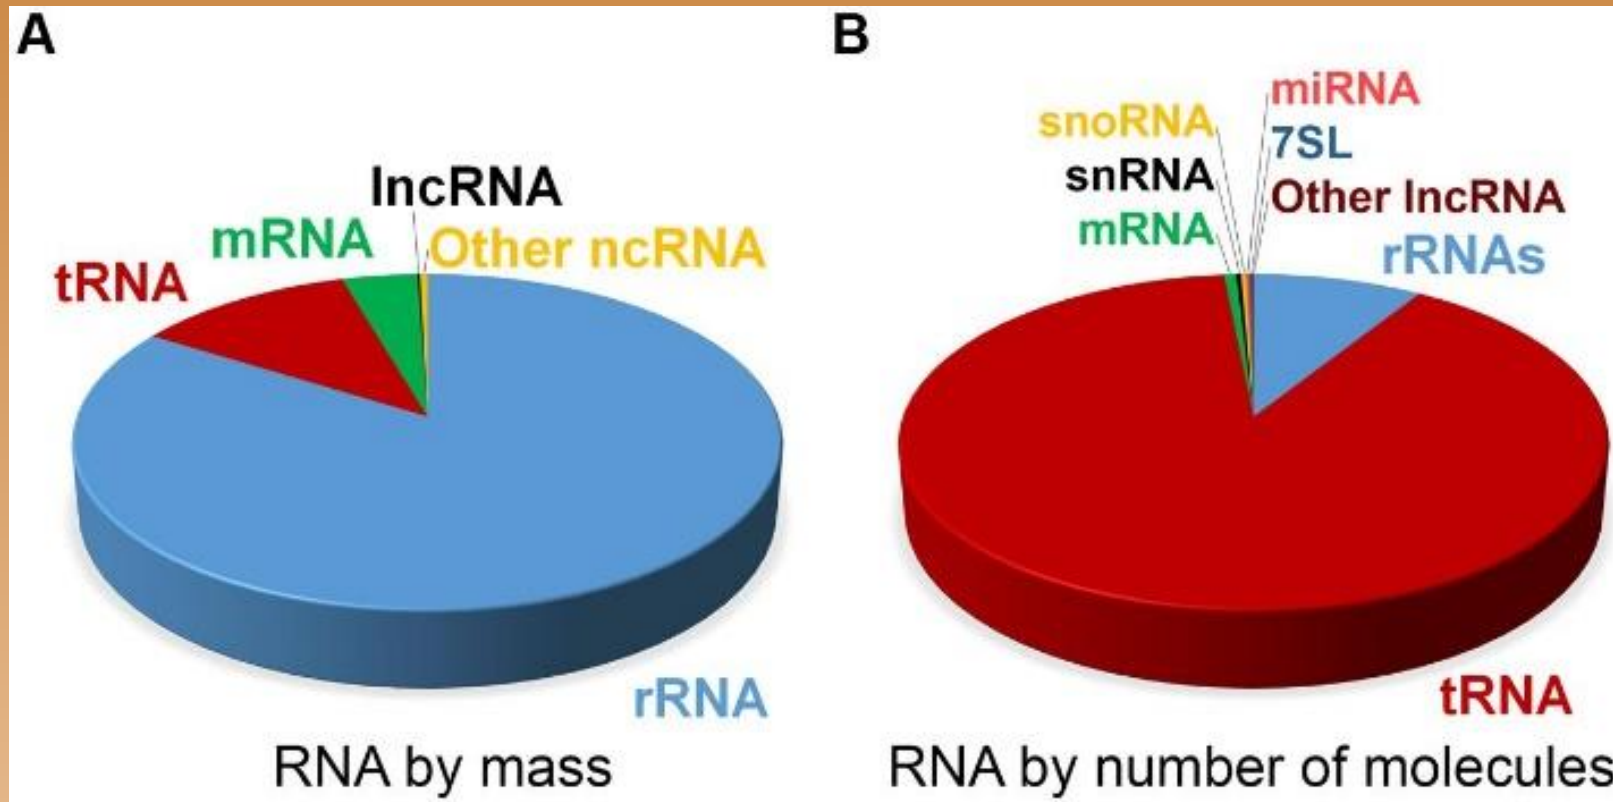 A
lncRNA
mRNA
Other ncRNA
tRNA
rRNA
RNA by mass
B
miRNA
snoRNA
7SL
snRNA
Other lncRNA
mRNA
rRNAs
tRNA
RNA by number of molecules